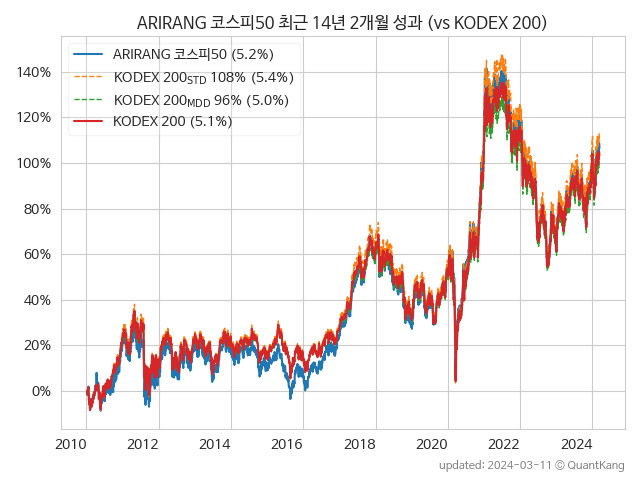 ARIRANG 코스피50 최근 14년 2개월 성과 (vs KODEX 200)
ARIRANG 코스피50 (5.2%)
KODEX 200STD 108% (5.4%)
KODEX 200MDD 96% (5.0%)
KODEX 200 (5.1%)
140%
120%
100%
80%
60%
40%
20%
0%
2010 2012 2014 2016 2018 2020 2022 2024
updated: 2024-03-11 © QuantKang